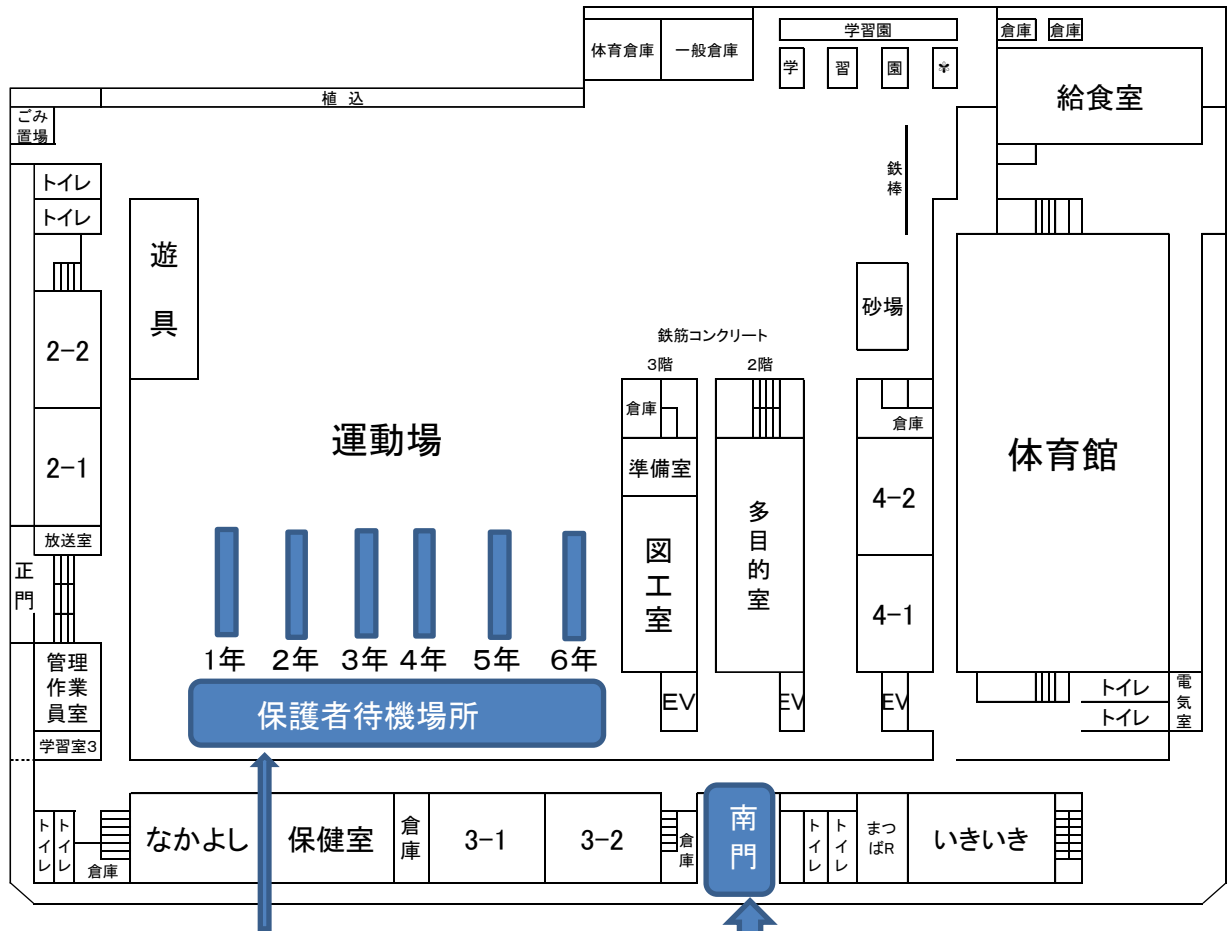 学習園
倉庫
倉庫
体育倉庫
一般倉庫
学
習
園
✾
給食室
植 込
ごみ
置場
鉄
棒
トイレ
トイレ
遊
具
砂場
2-2
2-1
運動場
鉄筋コンクリート
3階
2階
倉庫
準備室
図
工
室
EV
多
目
的
室
EV
倉庫
4-2
4-1
EV
体育館
放送室
正
門
管理
作業
員室
学習室3
1年
2年
3年
4年
5年
6年
保護者待機場所
トイレ
トイレ
電
気
室
トイレ
トイレ
倉庫
なかよし
保健室
倉
庫
3-1
3-2
倉
庫
南
門
トイレ
トイレ
まつ
ばR
いきいき